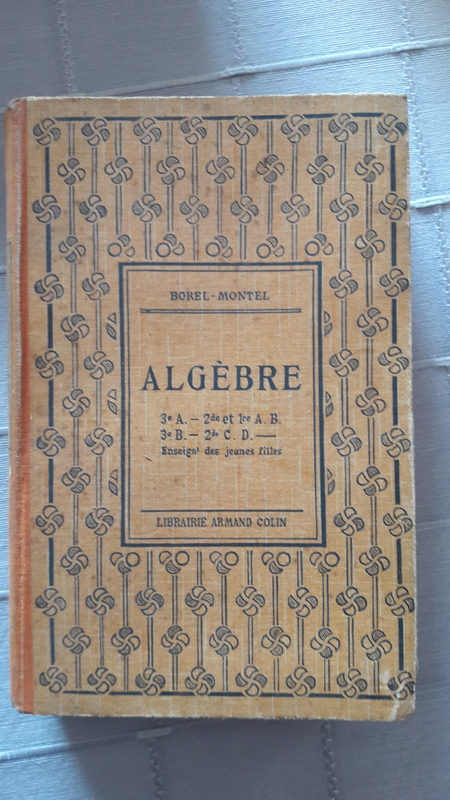 BOREL-MONTEL
ALGÈBRE
3e A. - 2de et 1re A. B.
3e B. - 2de C. D. —
Enseignt des jeunes filles
LIBRAIRIE ARMAND COLIN